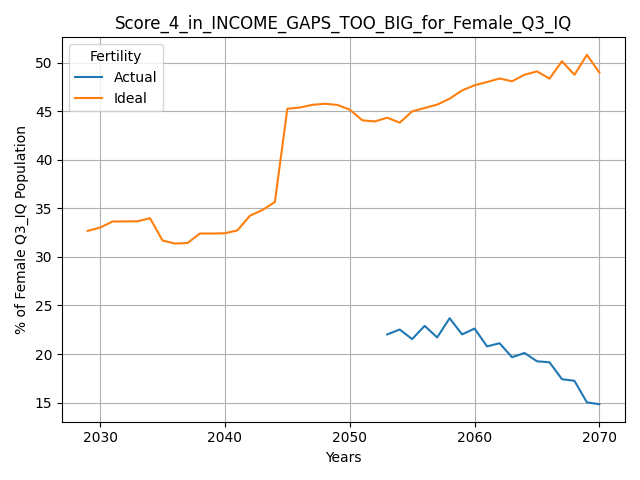 Score_4_in_INCOME_GAPS_TOO_BIG_for_Female_Q3_IQ
Fertility
Actual
Ideal
% of Female Q3_IQ Population
50
45
40
35
30
25
20
15
2030 2040 2050 2060 2070
Years